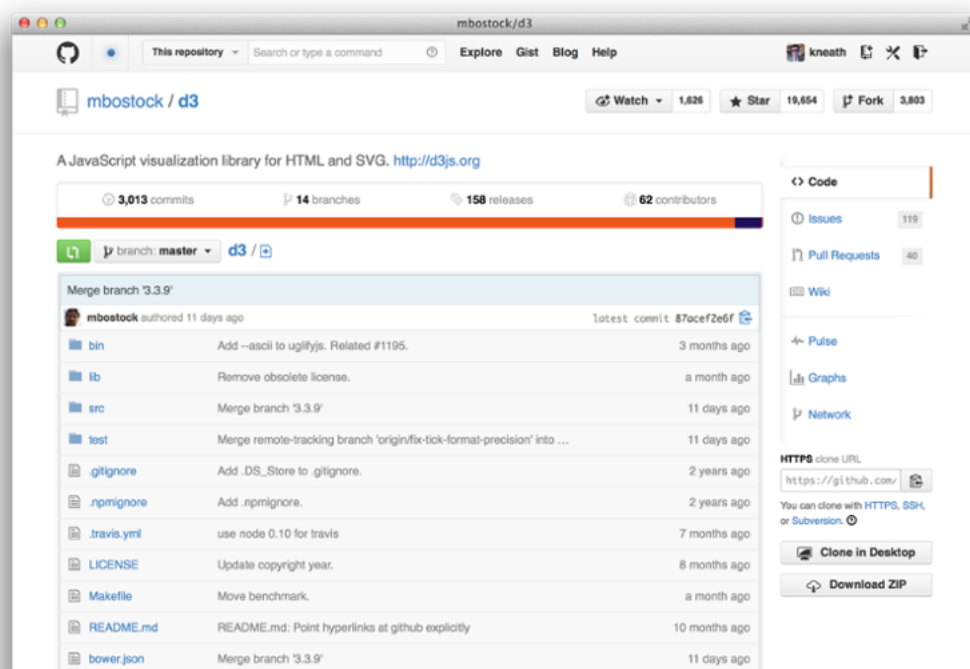 mbostock/d3
This repository Search or type a command Explore Gist Blog Help kneath
mbostock / d3 Watch 1,626 Star 19,654 Fork 3,803
A JavaScript visualization library for HTML and SVG. http://d3js.org
3,013 commits 14 branches 158 releases 62 contributors
branch: master d3 /
Merge branch '3.3.9'
mbostock authored 11 days ago latest commit 87acef2e6f
bin Add --ascii to uglifyjs. Related #1195. 3 months ago
lib Remove obsolete license. a month ago
src Merge branch '3.3.9' 11 days ago
test Merge remote-tracking branch 'origin/fix-tick-format-precision' into … 11 days ago
.gitignore Add .DS_Store to .gitignore. 2 years ago
.npmignore Add .npmignore. 2 years ago
.travis.yml use node 0.10 for travis 7 months ago
LICENSE Update copyright year. 8 months ago
Makefile Move benchmark. a month ago
README.md README.md: Point hyperlinks at github explicitly 10 months ago
bower.json Merge branch '3.3.9' 11 days ago
Code
Issues 119
Pull Requests 40
Wiki
Pulse
Graphs
Network
HTTPS clone URL
https://github.com/
You can clone with HTTPS, SSH,
or Subversion.
Clone in Desktop
Download ZIP